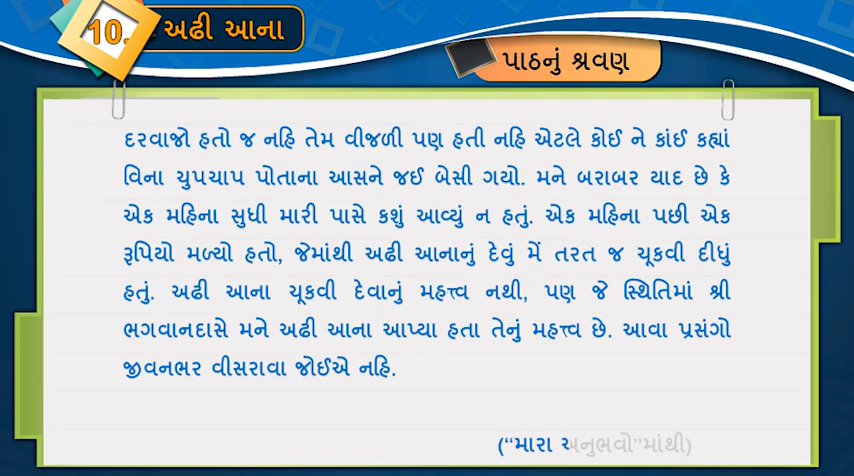 10. અઢી આના
પાઠનું શ્રવણ
દરવાજો હતો જ નહિ તેમ વીજળી પણ હતી નહિ એટલે કોઈ ને કાંઈ કહ્યાં
વિના ચુપચાપ પોતાના આસને જઈ બેસી ગયો. મને બરાબર યાદ છે કે
એક મહિના સુધી મારી પાસે કશું આવ્યું ન હતું. એક મહિના પછી એક
રૂપિયો મળ્યો હતો, જેમાંથી અઢી આનાનું દેવું મેં તરત જ ચૂકવી દીધું
હતું. અઢી આના ચૂકવી દેવાનું મહત્ત્વ નથી, પણ જે સ્થિતિમાં શ્રી
ભગવાનદાસે મને અઢી આના આપ્યા હતા તેનું મહત્ત્વ છે. આવા પ્રસંગો
જીવનભર વીસરાવા જોઈએ નહિ.
(“મારા અનુભવો”માંથી)